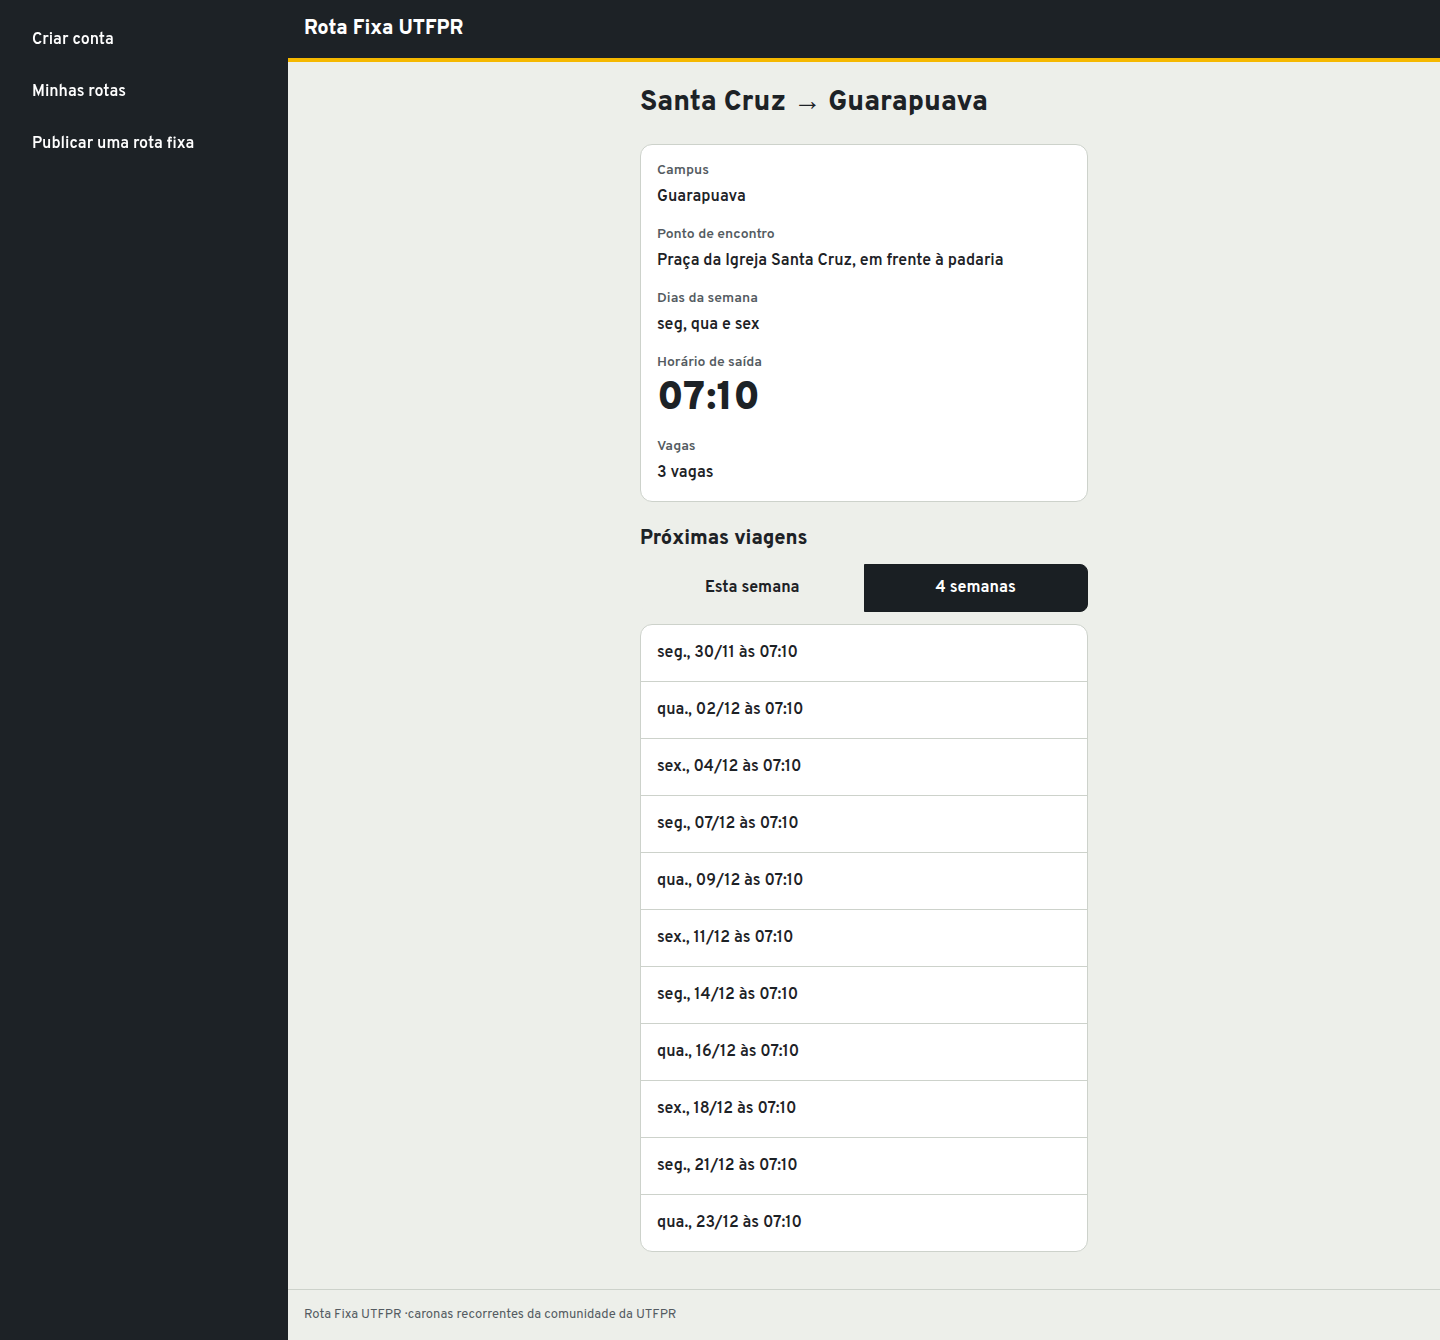 Criar conta
Minhas rotas
Publicar uma rota fixa
Rota Fixa UTFPR
Santa Cruz → Guarapuava
Campus
Guarapuava
Ponto de encontro
Praça da Igreja Santa Cruz, em frente à padaria
Dias da semana
seg, qua e sex
Horário de saída
07:10
Vagas
3 vagas
Próximas viagens
Esta semana
4 semanas
seg., 30/11 às 07:10
qua., 02/12 às 07:10
sex., 04/12 às 07:10
seg., 07/12 às 07:10
qua., 09/12 às 07:10
sex., 11/12 às 07:10
seg., 14/12 às 07:10
qua., 16/12 às 07:10
sex., 18/12 às 07:10
seg., 21/12 às 07:10
qua., 23/12 às 07:10
Rota Fixa UTFPR ·caronas recorrentes da comunidade da UTFPR